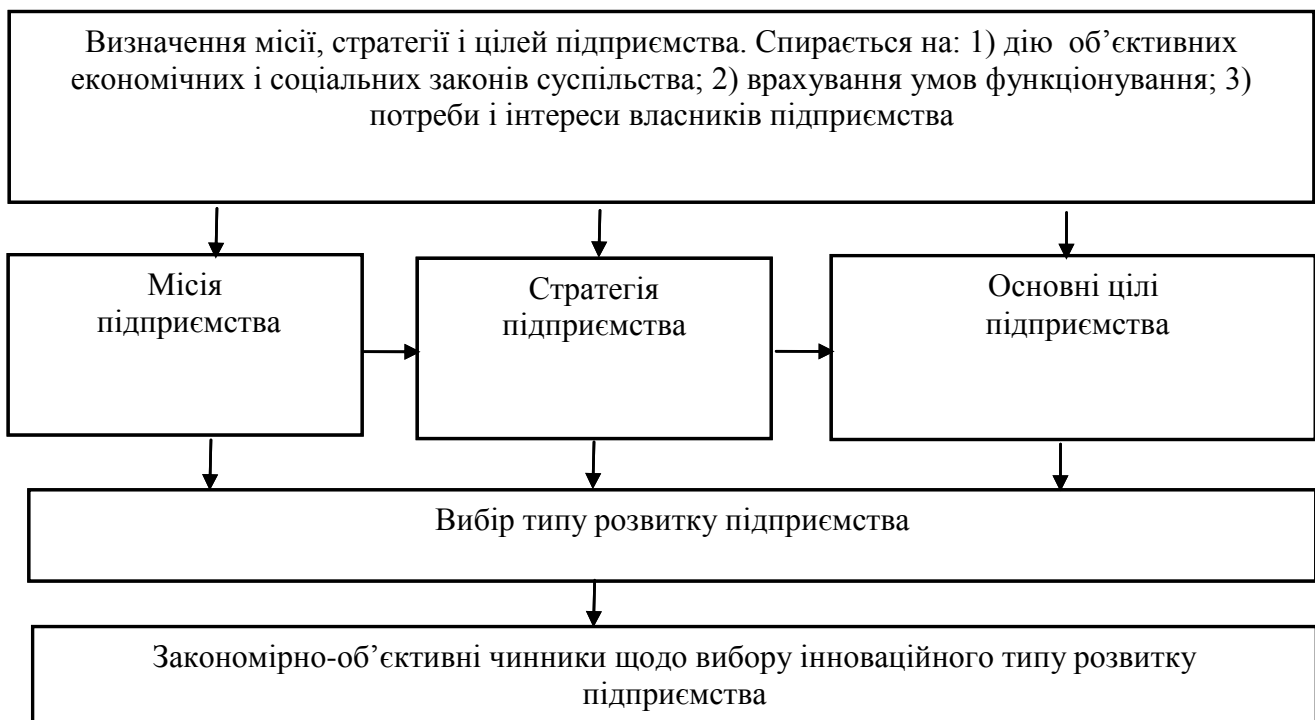 Визначення місії, стратегії і цілей підприємства. Спирається на: 1) дію об’єктивних
економічних і соціальних законів суспільства; 2) врахування умов функціонування; 3)
потреби і інтереси власників підприємства
Місія
підприємства
Стратегія
підприємства
Основні цілі
підприємства
Вибір типу розвитку підприємства
Закономірно-об’єктивні чинники щодо вибору інноваційного типу розвитку
підприємства